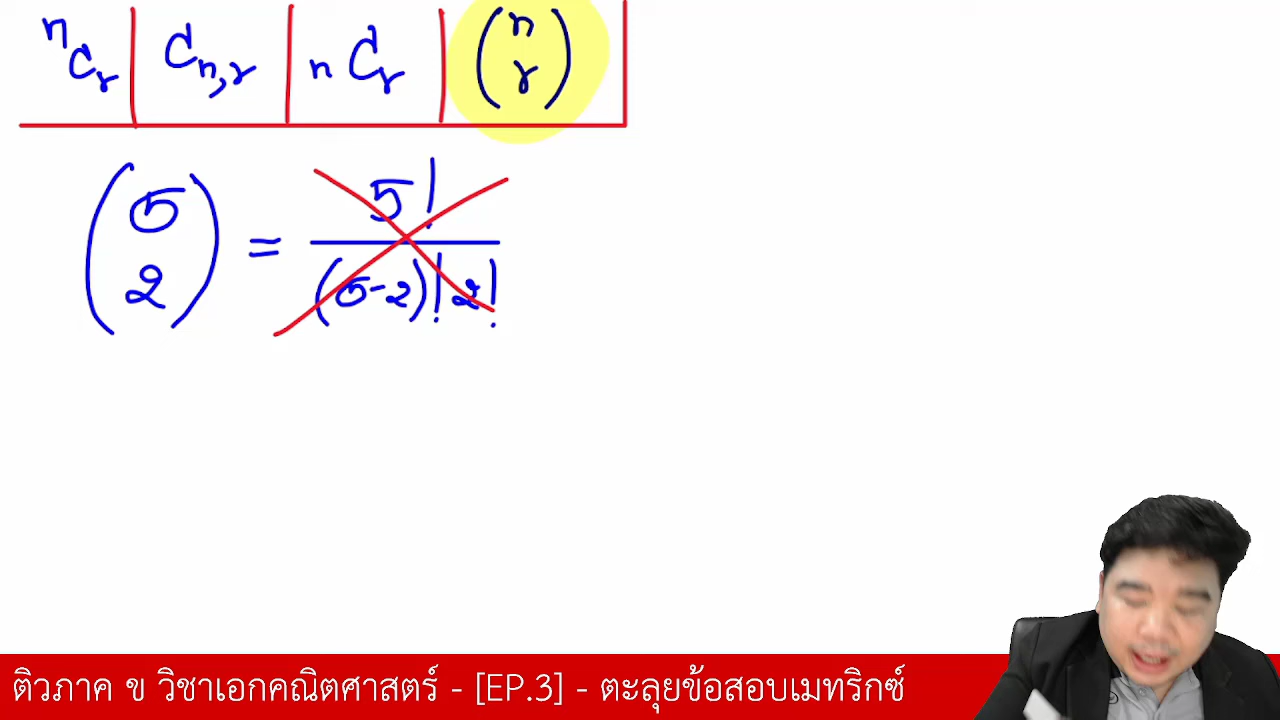 ⁿCᵣ | Cₙ,ᵣ | nCᵣ | (n r)
(5 2) = 5! / (5-2)! 2!
ติวภาค ข วิชาเอกคณิตศาสตร์ - [EP.3] - ตะลุยข้อสอบเมทริกซ์